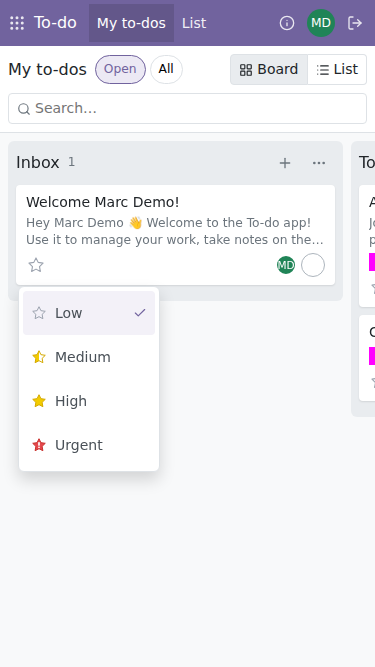 To-do My to-dos List MD
My to-dos Open All Board List
Search...
Inbox 1
Welcome Marc Demo!
Hey Marc Demo 👋 Welcome to the To-do app!
Use it to manage your work, take notes on the...
MD
Low
Medium
High
Urgent
To